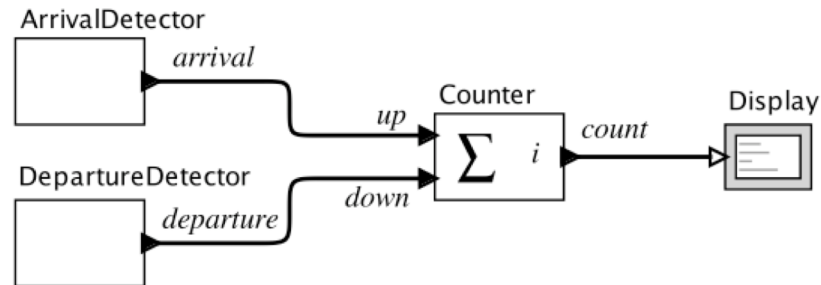 ArrivalDetector
arrival
up
Counter
Σ i
count
Display
DepartureDetector
departure
down